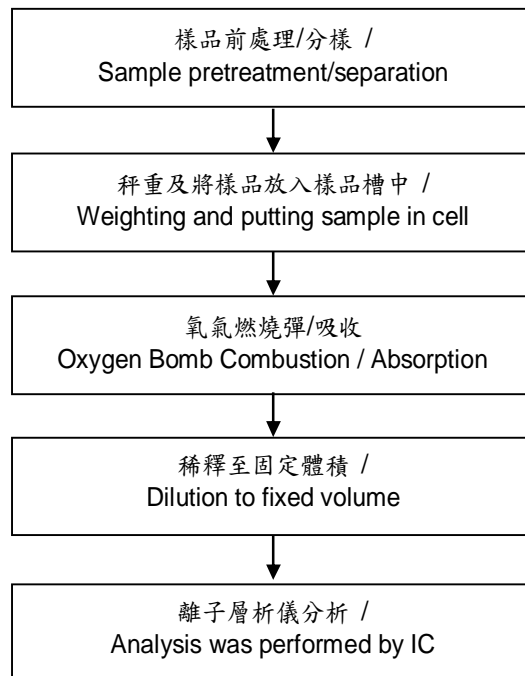 樣品前處理/分樣 /
Sample pretreatment/separation
秤重及將樣品放入樣品槽中 /
Weighting and putting sample in cell
氧氣燃燒彈/吸收
Oxygen Bomb Combustion / Absorption
稀釋至固定體積 /
Dilution to fixed volume
離子層析儀分析 /
Analysis was performed by IC